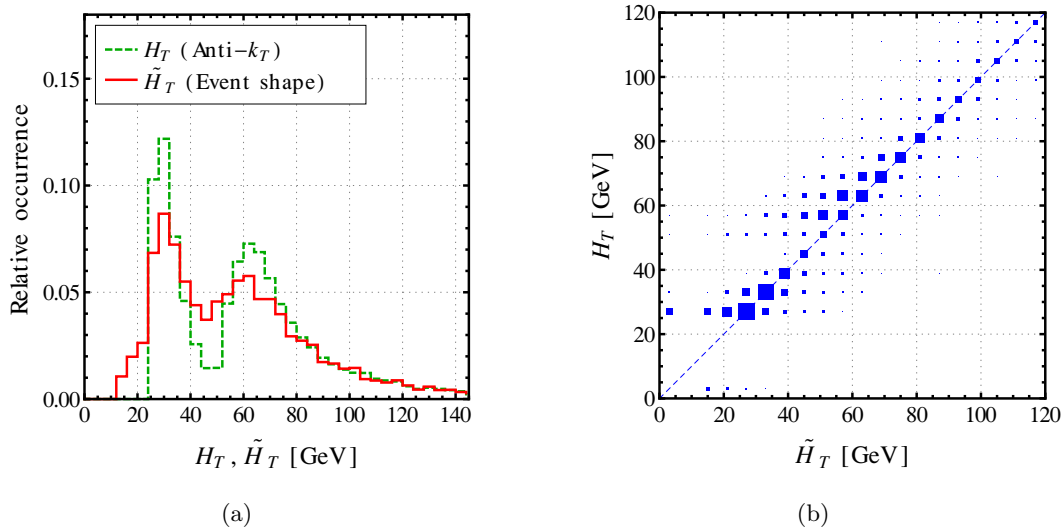 H_T (Anti−k_T)
H̃_T (Event shape)
Relative occurrence
0.15
0.10
0.05
0.00
0 20 40 60 80 100 120 140
H_T , H̃_T [GeV]
(a)
H_T [GeV]
120
100
80
60
40
20
0
0 20 40 60 80 100 120
H̃_T [GeV]
(b)